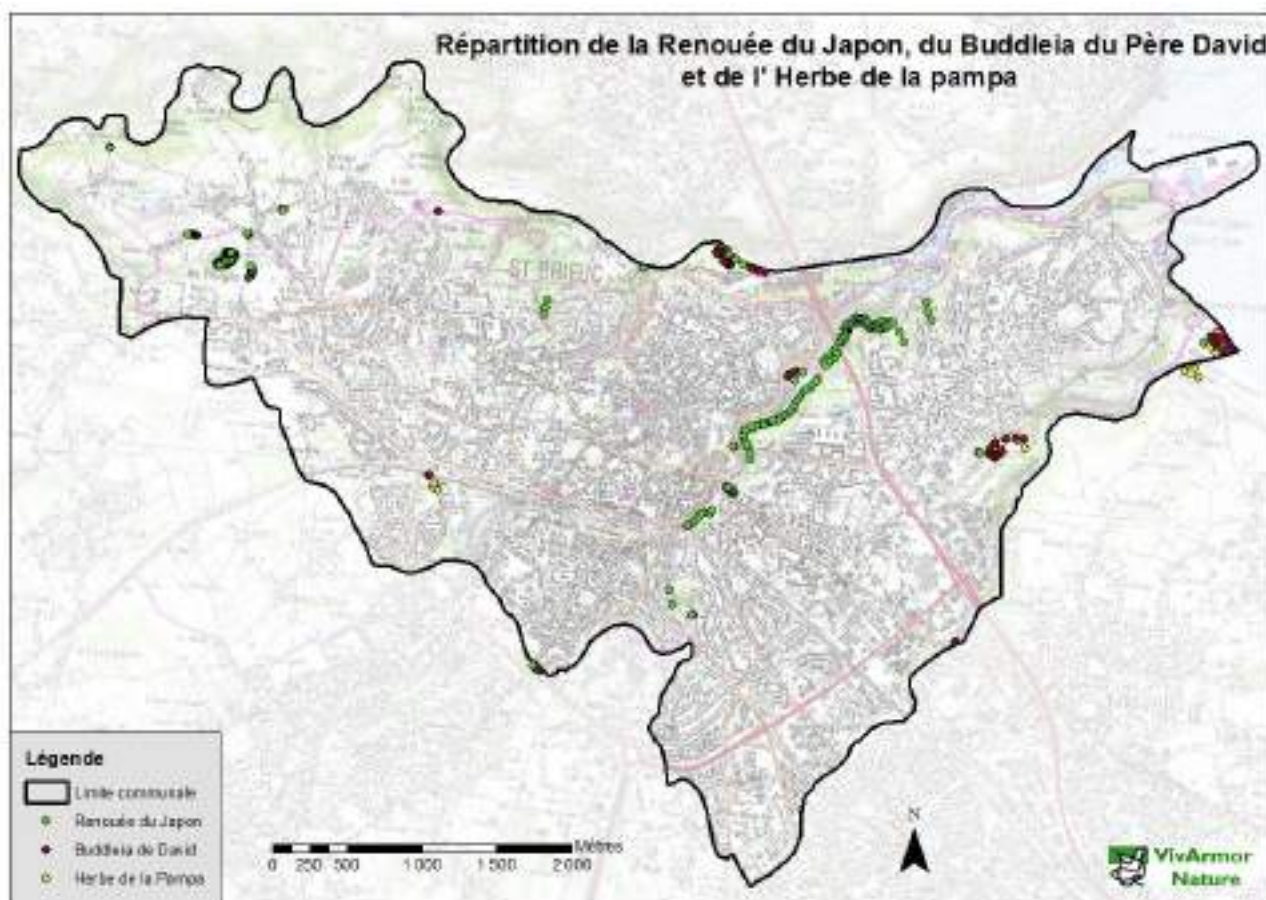 Répartition de la Renouée du Japon, du Buddleia du Père David
et de l' Herbe de la pampa
ST BRIEUC
Légende
Limite communale
Renouée du Japon
Buddleia de David
Herbe de la Pampa
Mètres
0 250 500 1 000 1 500 2 000
N
VivArmor
Nature